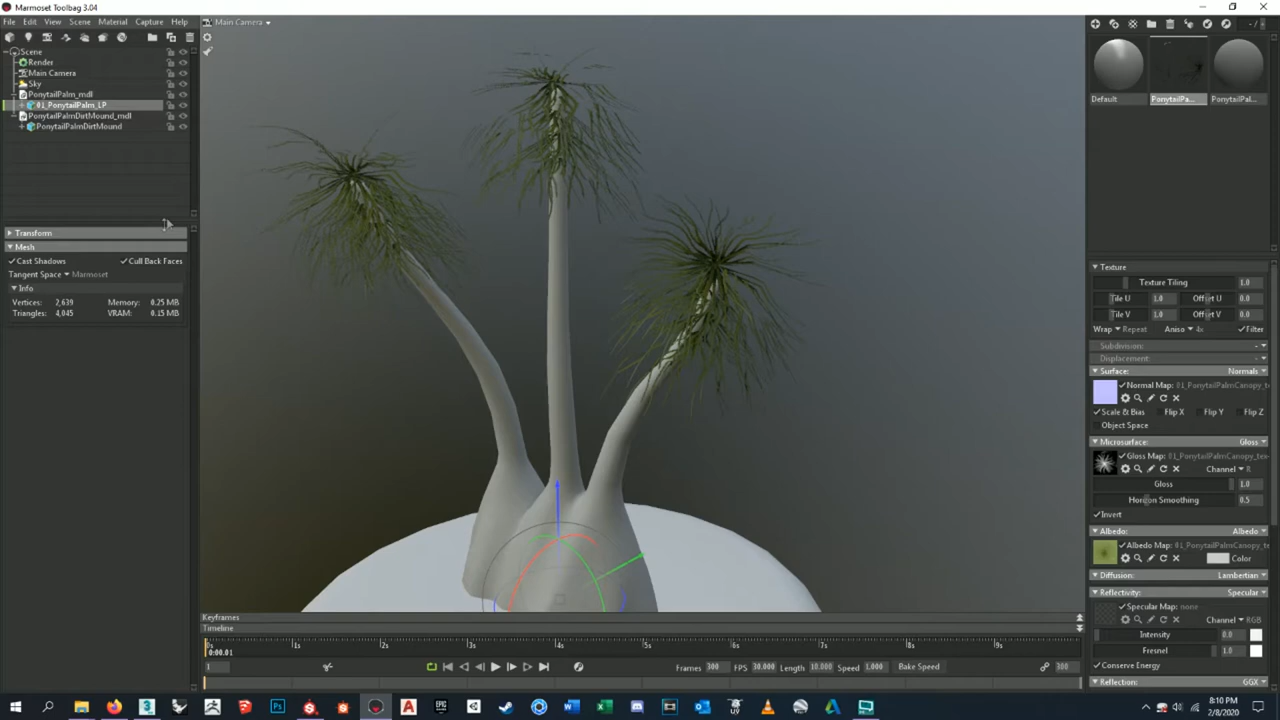 Marmoset Toolbag 3.04
File Edit View Scene Material Capture Help
Main Camera
Scene
Render
Main Camera
Sky
PonytailPalm_mdl
01_PonytailPalm_LP
PonytailPalmDirtMound_mdl
PonytailPalmDirtMound
Transform
Mesh
Cast Shadows Cull Back Faces
Tangent Space Marmoset
Info
Vertices: 2,639 Memory: 0.25 MB
Triangles: 4,045 VRAM: 0.15 MB
Default PonytailPa... PonytailPal...
Texture
Texture Tiling 1.0
Tile U 1.0 Offset U 0.0
Tile V 1.0 Offset V 0.0
Wrap Repeat Aniso 4x Filter
Subdivision: -
Displacement: -
Surface: Normals
Normal Map: 01_PonytailPalmCanopy_te
Scale & Bias Flip X Flip Y Flip Z
Object Space
Microsurface: Gloss
Gloss Map: 01_PonytailPalmCanopy_tex
Channel R
Gloss 1.0
Horizon Smoothing 0.5
Invert
Albedo: Albedo
Albedo Map: 01_PonytailPalmCanopy_te
Color
Diffusion: Lambertian
Reflectivity: Specular
Specular Map: none
Channel RGB
Intensity 0.0
Fresnel 1.0
Conserve Energy
Reflection: GGX
Keyframes
Timeline
0s 1s 2s 3s 4s 5s 6s 7s 8s 9s
0:00.01
1 Frames 300 FPS 30.000 Length 10.000 Speed 1.000 Bake Speed 300
8:10 PM
2/8/2020